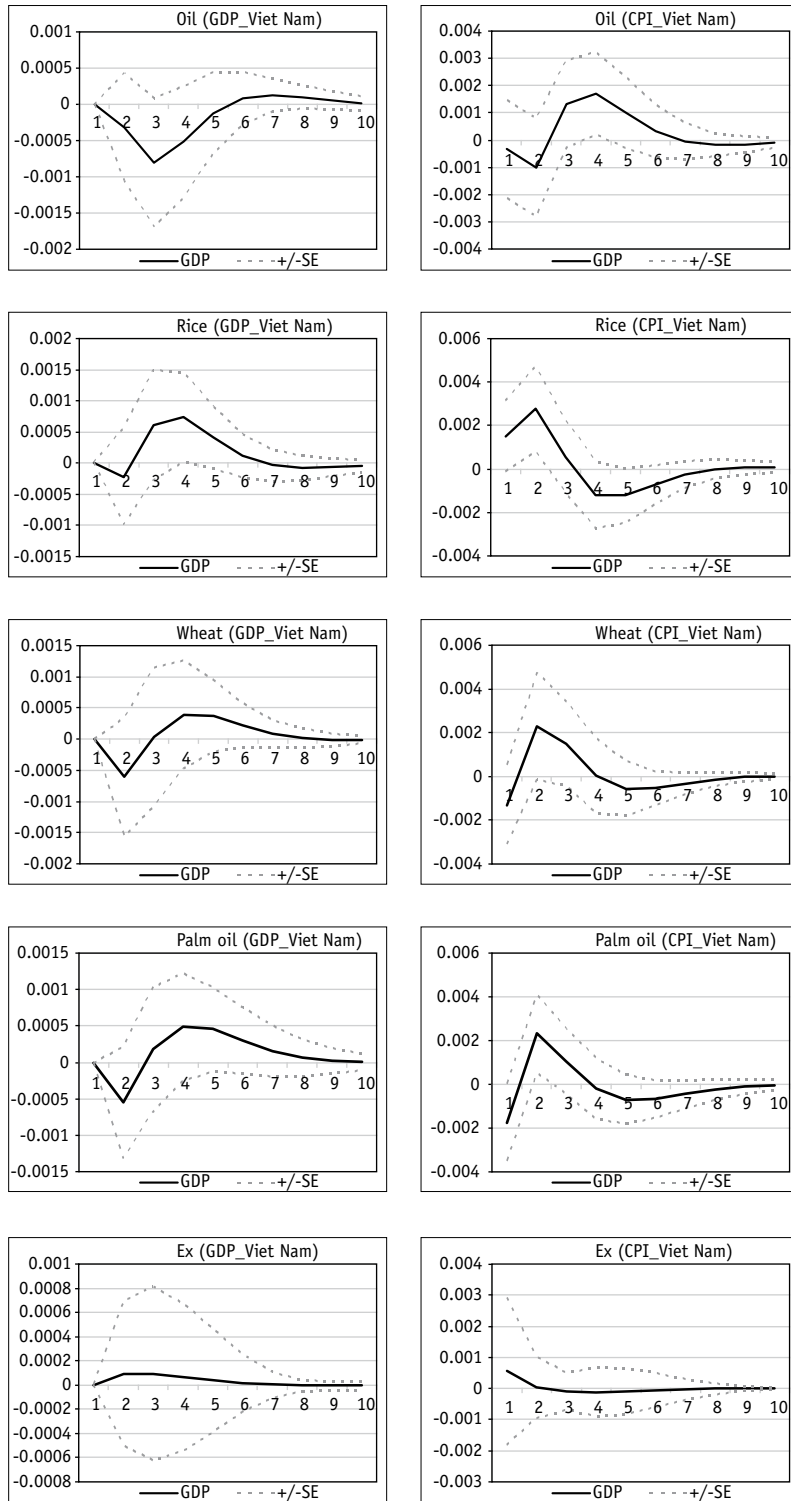 Oil (GDP_Viet Nam)
0.001
0.0005
0
-0.0005
-0.001
-0.0015
-0.002
1 2 3 4 5 6 7 8 9 10
GDP +/-SE
Oil (CPI_Viet Nam)
0.004
0.003
0.002
0.001
0
-0.001
-0.002
-0.003
-0.004
1 2 3 4 5 6 7 8 9 10
GDP +/-SE
Rice (GDP_Viet Nam)
0.002
0.0015
0.001
0.0005
0
-0.0005
-0.001
-0.0015
1 2 3 4 5 6 7 8 9 10
GDP +/-SE
Rice (CPI_Viet Nam)
0.006
0.004
0.002
0
-0.002
-0.004
1 2 3 4 5 6 7 8 9 10
GDP +/-SE
Wheat (GDP_Viet Nam)
0.0015
0.001
0.0005
0
-0.0005
-0.001
-0.0015
-0.002
1 2 3 4 5 6 7 8 9 10
GDP +/-SE
Wheat (CPI_Viet Nam)
0.006
0.004
0.002
0
-0.002
-0.004
1 2 3 4 5 6 7 8 9 10
GDP +/-SE
Palm oil (GDP_Viet Nam)
0.0015
0.001
0.0005
0
-0.0005
-0.001
-0.0015
1 2 3 4 5 6 7 8 9 10
GDP +/-SE
Palm oil (CPI_Viet Nam)
0.006
0.004
0.002
0
-0.002
-0.004
1 2 3 4 5 6 7 8 9 10
GDP +/-SE
Ex (GDP_Viet Nam)
0.001
0.0008
0.0006
0.0004
0.0002
0
-0.0002
-0.0004
-0.0006
-0.0008
1 2 3 4 5 6 7 8 9 10
GDP +/-SE
Ex (CPI_Viet Nam)
0.004
0.003
0.002
0.001
0
-0.001
-0.002
-0.003
1 2 3 4 5 6 7 8 9 10
GDP +/-SE